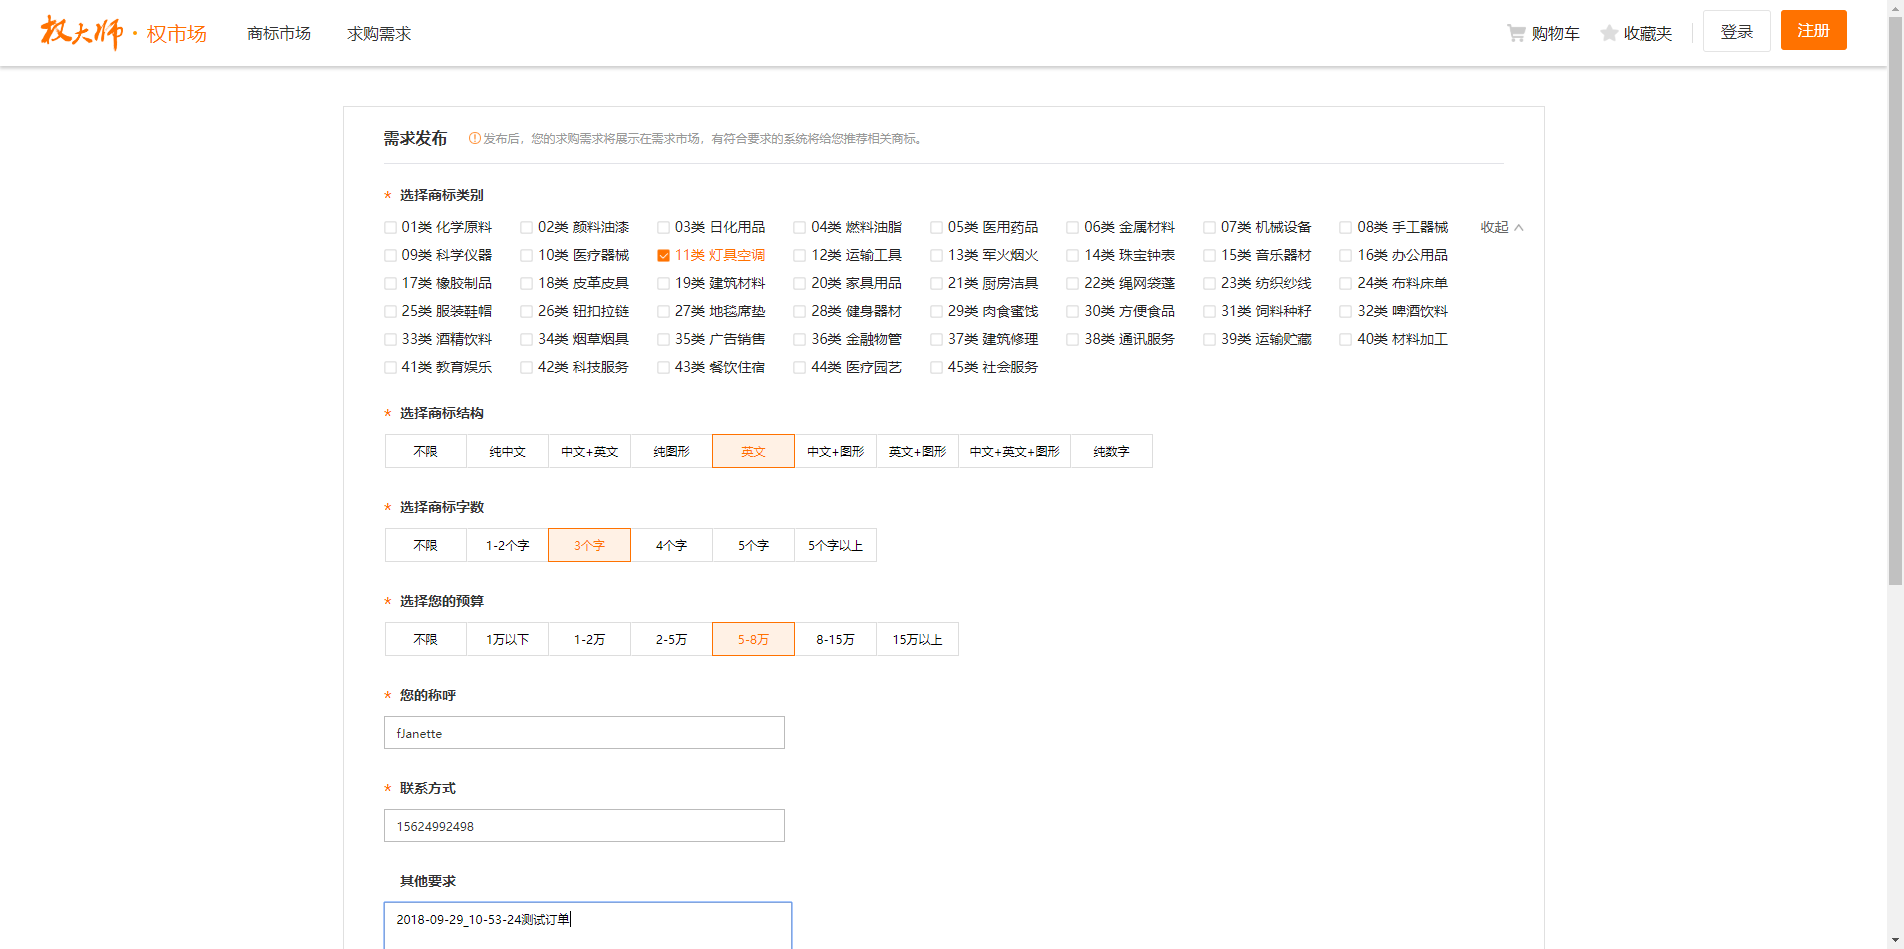 权大师·权市场 商标市场 求购需求 购物车 收藏夹 登录 注册
需求发布 发布后，您的求购需求将展示在需求市场，有符合要求的系统将给您推荐相关商标。
* 选择商标类别
01类 化学原料 02类 颜料油漆 03类 日化用品 04类 燃料油脂 05类 医用药品 06类 金属材料 07类 机械设备 08类 手工器械 收起
09类 科学仪器 10类 医疗器械 11类 灯具空调 12类 运输工具 13类 军火烟火 14类 珠宝钟表 15类 音乐器材 16类 办公用品
17类 橡胶制品 18类 皮革皮具 19类 建筑材料 20类 家具用品 21类 厨房洁具 22类 绳网袋蓬 23类 纺织纱线 24类 布料床单
25类 服装鞋帽 26类 钮扣拉链 27类 地毯席垫 28类 健身器材 29类 肉食蜜饯 30类 方便食品 31类 饲料种籽 32类 啤酒饮料
33类 酒精饮料 34类 烟草烟具 35类 广告销售 36类 金融物管 37类 建筑修理 38类 通讯服务 39类 运输贮藏 40类 材料加工
41类 教育娱乐 42类 科技服务 43类 餐饮住宿 44类 医疗园艺 45类 社会服务
* 选择商标结构
不限 纯中文 中文+英文 纯图形 英文 中文+图形 英文+图形 中文+英文+图形 纯数字
* 选择商标字数
不限 1-2个字 3个字 4个字 5个字 5个字以上
* 选择您的预算
不限 1万以下 1-2万 2-5万 5-8万 8-15万 15万以上
* 您的称呼
fJanette
* 联系方式
15624992498
其他要求
2018-09-29_10-53-24测试订单